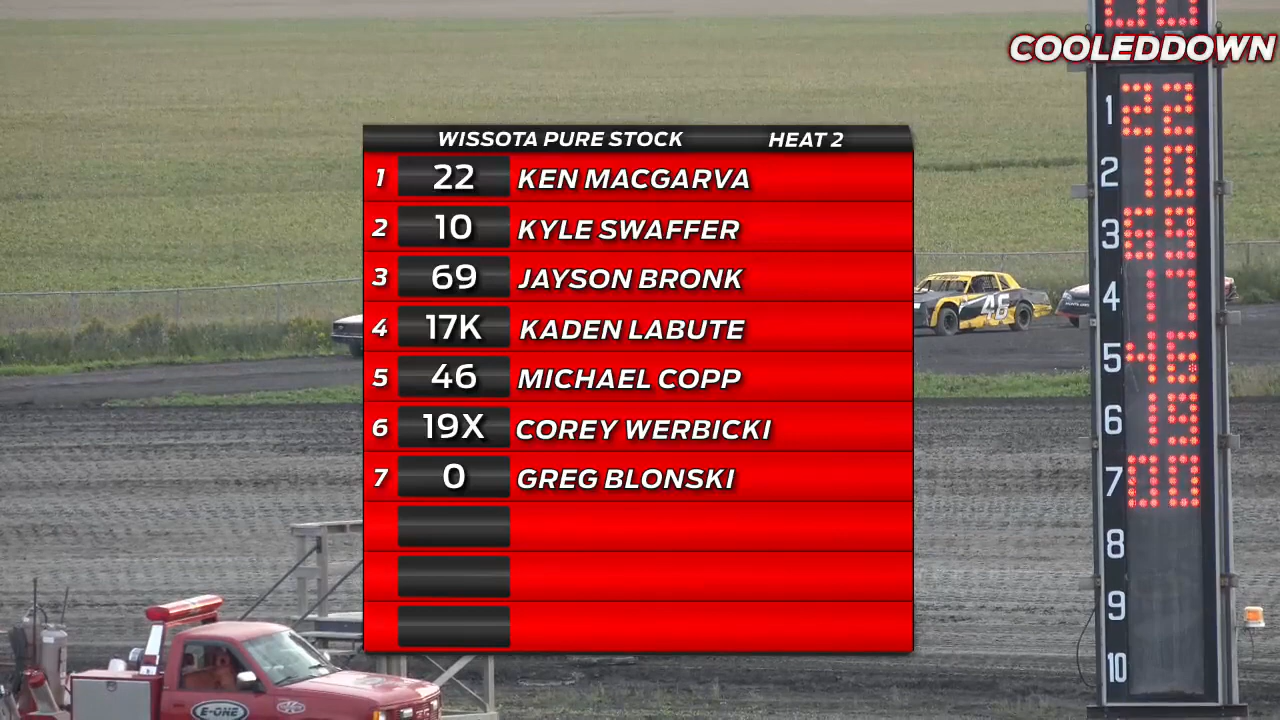 COOLEDDOWN
WISSOTA PURE STOCK HEAT 2
1 22 KEN MACGARVA
2 10 KYLE SWAFFER
3 69 JAYSON BRONK
4 17K KADEN LABUTE
5 46 MICHAEL COPP
6 19X COREY WERBICKI
7 0 GREG BLONSKI
46
1 22
2 10
3 69
4 17
5 46
6 19
7 00
8
9
10
E-ONE